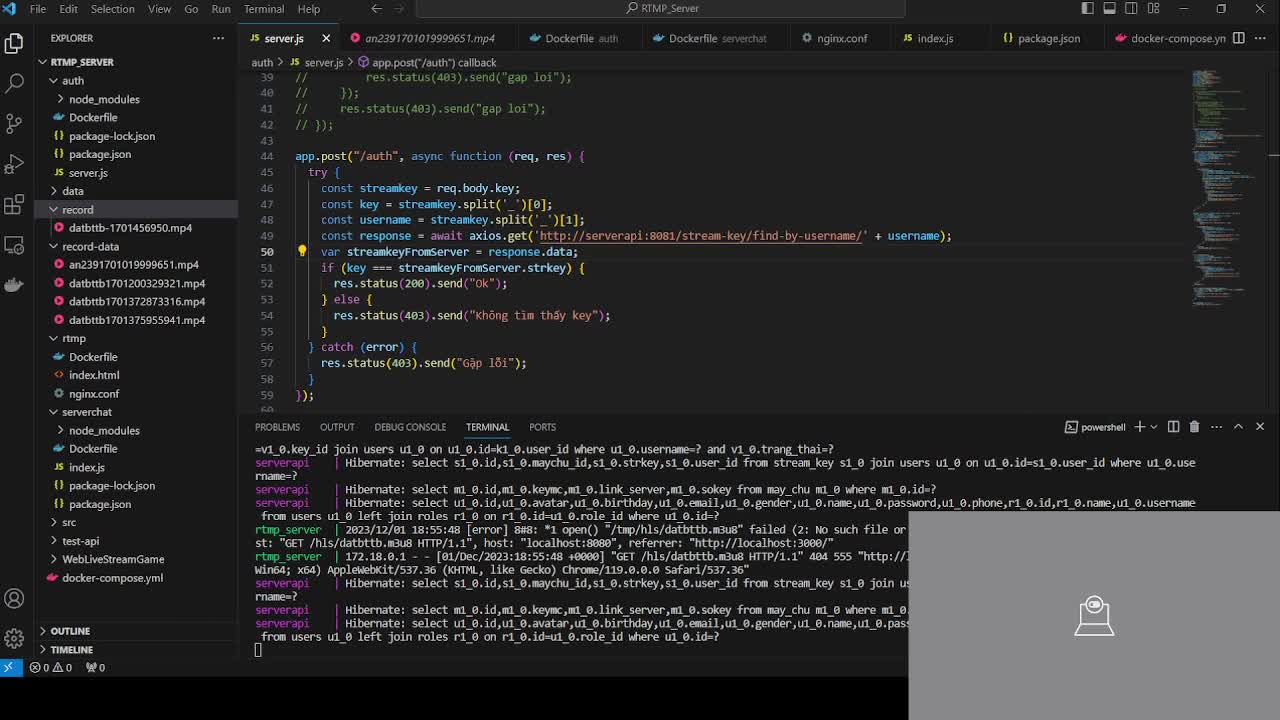 File Edit Selection View Go Run Terminal Help
RTMP_Server
EXPLORER
RTMP_SERVER
auth
node_modules
Dockerfile
package-lock.json
package.json
server.js
data
record
datbttb-1701456950.mp4
record-data
an2391701019999651.mp4
datbttb1701200329321.mp4
datbttb1701372873316.mp4
datbttb1701375955941.mp4
rtmp
Dockerfile
index.html
nginx.conf
serverchat
node_modules
Dockerfile
index.js
package-lock.json
package.json
src
test-api
WebLiveStreamGame
docker-compose.yml
OUTLINE
TIMELINE
JS server.js
an2391701019999651.mp4
Dockerfile auth
Dockerfile serverchat
nginx.conf
JS index.js
{} package.json
docker-compose.yn
auth > JS server.js > app.post("/auth") callback
39 // res.status(403).send("gap loi");
40 // });
41 // res.status(403).send("gap loi");
42 // });
43
44 app.post("/auth", async function (req, res) {
45 try {
46 const streamkey = req.body.key;
47 const key = streamkey.split('_')[0];
48 const username = streamkey.split('_')[1];
49 const response = await axios.get('http://serverapi:8081/stream-key/find-by-username/' + username);
50 var streamkeyFromServer = response.data;
51 if (key === streamkeyFromServer.strkey) {
52 res.status(200).send("Ok");
53 } else {
54 res.status(403).send("Không tìm thấy key");
55 }
56 } catch (error) {
57 res.status(403).send("Gặp lỗi");
58 }
59 });
60
PROBLEMS OUTPUT DEBUG CONSOLE TERMINAL PORTS
powershell
=v1_0.key_id join users u1_0 on u1_0.id=k1_0.user_id where u1_0.username=? and v1_0.trang_thai=?
serverapi | Hibernate: select s1_0.id,s1_0.maychu_id,s1_0.strkey,s1_0.user_id from stream_key s1_0 join users u1_0 on u1_0.id=s1_0.user_id where u1_0.use
rname=?
serverapi | Hibernate: select m1_0.id,m1_0.keymc,m1_0.link_server,m1_0.sokey from may_chu m1_0 where m1_0.id=?
serverapi | Hibernate: select u1_0.id,u1_0.avatar,u1_0.birthday,u1_0.email,u1_0.gender,u1_0.name,u1_0.password,u1_0.phone,r1_0.id,r1_0.name,u1_0.username
from users u1_0 left join roles r1_0 on r1_0.id=u1_0.role_id where u1_0.id=?
rtmp_server | 2023/12/01 18:55:48 [error] 8#8: *1 open() "/tmp/hls/datbttb.m3u8" failed (2: No such file or
st: "GET /hls/datbttb.m3u8 HTTP/1.1", host: "localhost:8080", referrer: "http://localhost:3000/"
rtmp_server | 172.18.0.1 - - [01/Dec/2023:18:55:48 +0000] "GET /hls/datbttb.m3u8 HTTP/1.1" 404 555 "http://l
Win64; x64) AppleWebKit/537.36 (KHTML, like Gecko) Chrome/119.0.0.0 Safari/537.36"
serverapi | Hibernate: select s1_0.id,s1_0.maychu_id,s1_0.strkey,s1_0.user_id from stream_key s1_0 join us
rname=?
serverapi | Hibernate: select m1_0.id,m1_0.keymc,m1_0.link_server,m1_0.sokey from may_chu m1_0 where m1_0.
serverapi | Hibernate: select u1_0.id,u1_0.avatar,u1_0.birthday,u1_0.email,u1_0.gender,u1_0.name,u1_0.pass
from users u1_0 left join roles r1_0 on r1_0.id=u1_0.role_id where u1_0.id=?
0 0 0